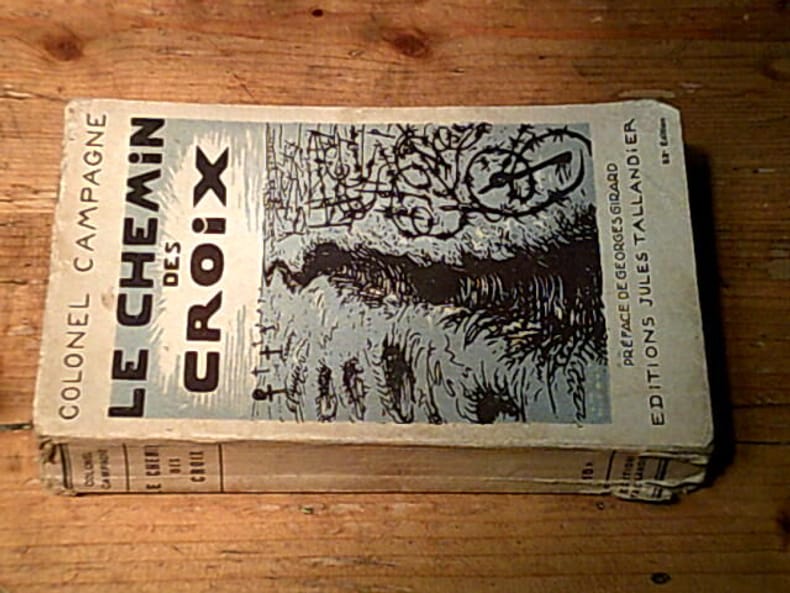 COLONEL CAMPAGNE
LE CHEMiN
DES
CROiX
PRÉFACE DE GEORGES GIRARD
EDITIONS JULES TALLANDiER
COLONEL
CAMPAGNE
LE CHEMIN
DES
CROIX